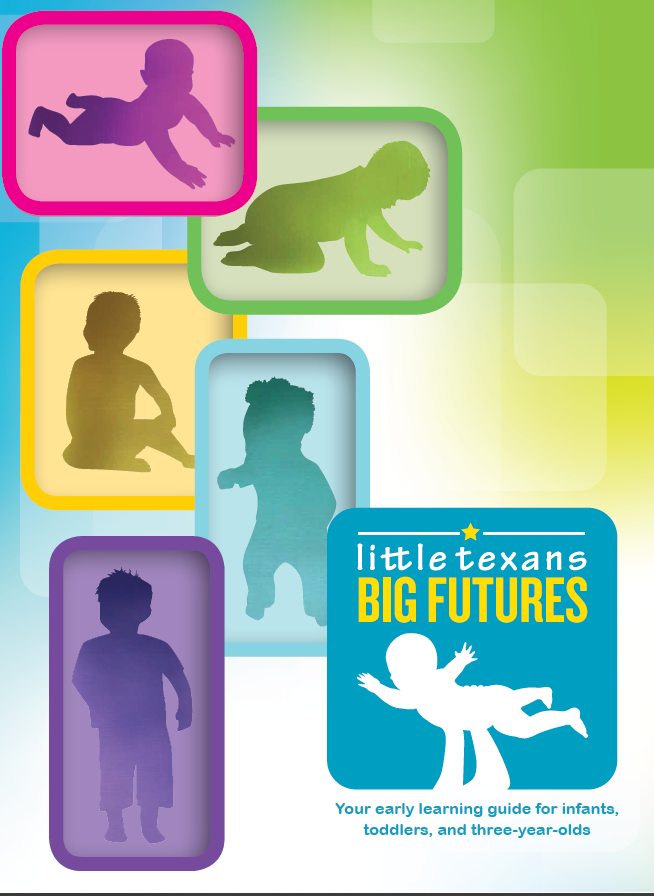 little texans
BIG FUTURES
Your early learning guide for infants,
toddlers, and three-year-olds